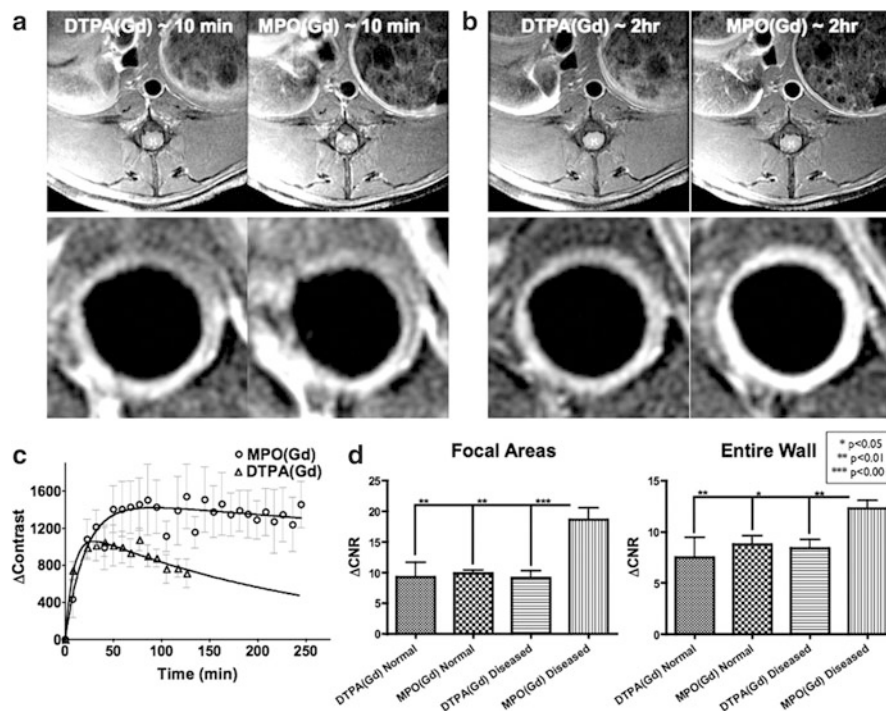 a
DTPA(Gd) ~ 10 min
MPO(Gd) ~ 10 min
b
DTPA(Gd) ~ 2hr
MPO(Gd) ~ 2hr
c
MPO(Gd)
DTPA(Gd)
ΔContrast
1600
1200
800
400
0
0 50 100 150 200 250
Time (min)
d
Focal Areas
** ** ***
ΔCNR
25
20
15
10
5
0
DTPA(Gd) Normal
MPO(Gd) Normal
DTPA(Gd) Diseased
MPO(Gd) Diseased
Entire Wall
* p<0.05
** p<0.01
*** p<0.00
** * **
ΔCNR
15
10
5
0
DTPA(Gd) Normal
MPO(Gd) Normal
DTPA(Gd) Diseased
MPO(Gd) Diseased